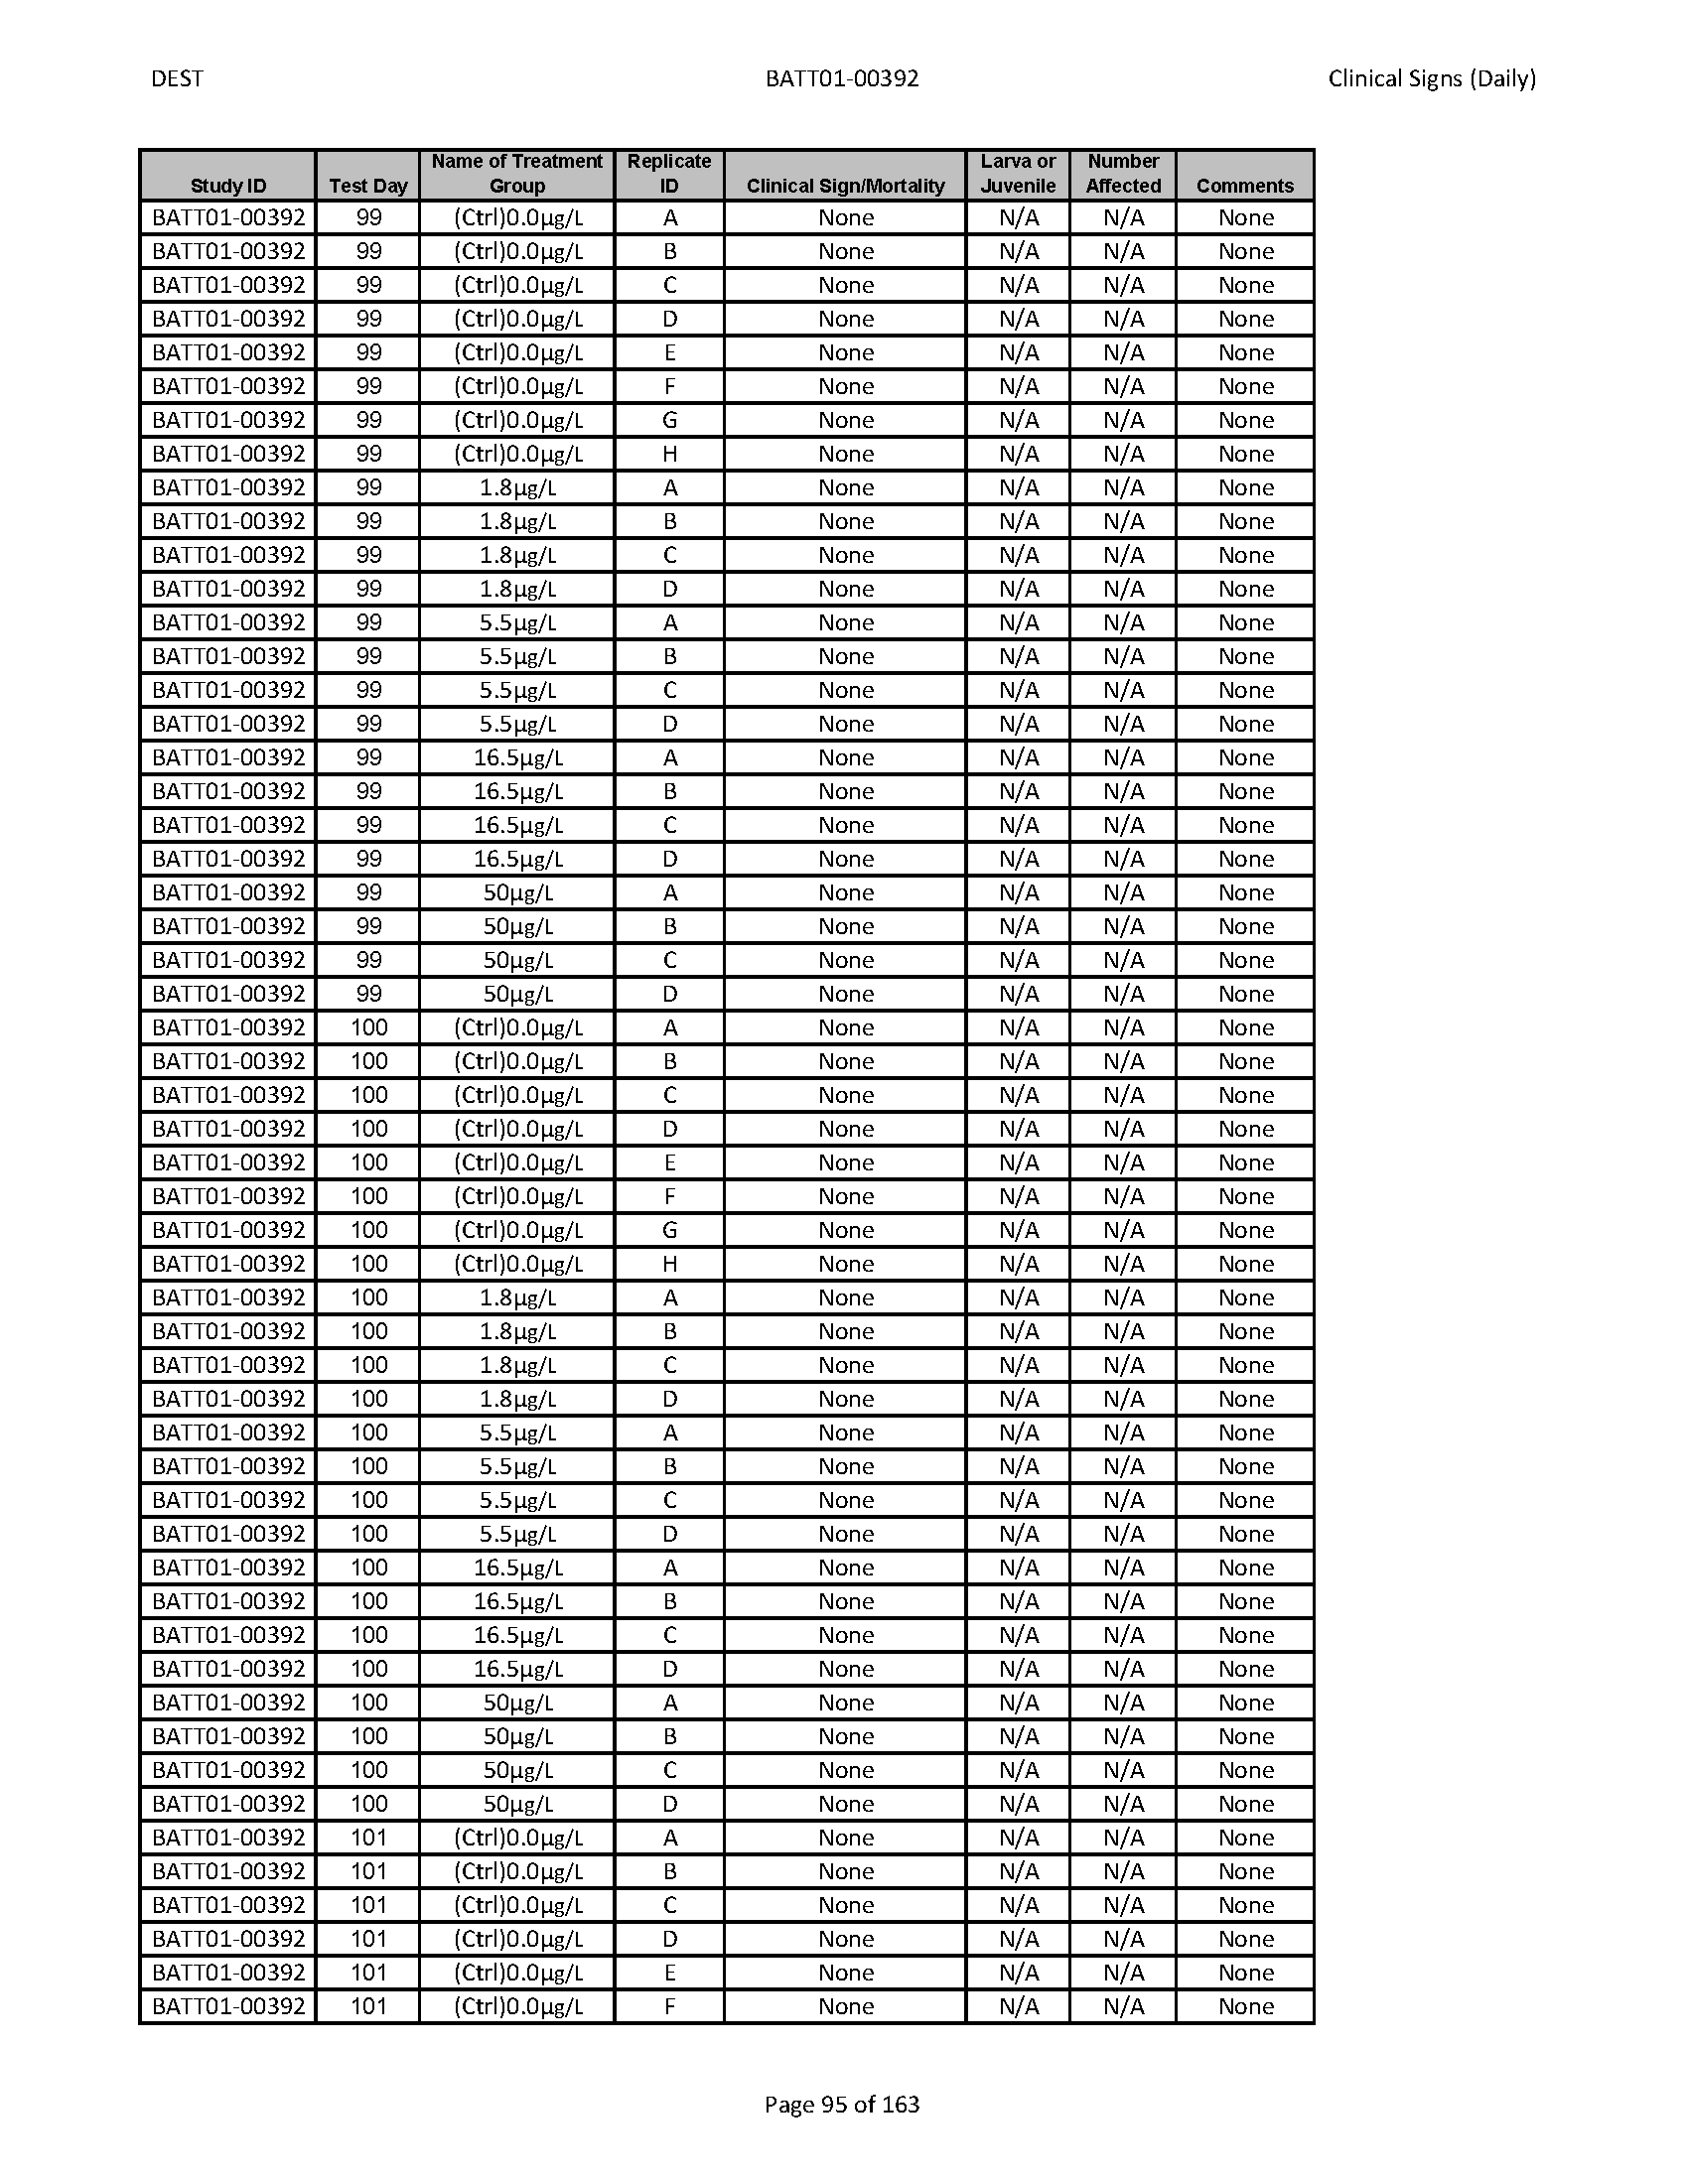 DEST BATT01-00392 Clinical Signs (Daily)
Study ID Test Day Name of Treatment Group Replicate ID Clinical Sign/Mortality Larva or Juvenile Number Affected Comments
BATT01-00392 99 (Ctrl)0.0µg/L A None N/A N/A None
BATT01-00392 99 (Ctrl)0.0µg/L B None N/A N/A None
BATT01-00392 99 (Ctrl)0.0µg/L C None N/A N/A None
BATT01-00392 99 (Ctrl)0.0µg/L D None N/A N/A None
BATT01-00392 99 (Ctrl)0.0µg/L E None N/A N/A None
BATT01-00392 99 (Ctrl)0.0µg/L F None N/A N/A None
BATT01-00392 99 (Ctrl)0.0µg/L G None N/A N/A None
BATT01-00392 99 (Ctrl)0.0µg/L H None N/A N/A None
BATT01-00392 99 1.8µg/L A None N/A N/A None
BATT01-00392 99 1.8µg/L B None N/A N/A None
BATT01-00392 99 1.8µg/L C None N/A N/A None
BATT01-00392 99 1.8µg/L D None N/A N/A None
BATT01-00392 99 5.5µg/L A None N/A N/A None
BATT01-00392 99 5.5µg/L B None N/A N/A None
BATT01-00392 99 5.5µg/L C None N/A N/A None
BATT01-00392 99 5.5µg/L D None N/A N/A None
BATT01-00392 99 16.5µg/L A None N/A N/A None
BATT01-00392 99 16.5µg/L B None N/A N/A None
BATT01-00392 99 16.5µg/L C None N/A N/A None
BATT01-00392 99 16.5µg/L D None N/A N/A None
BATT01-00392 99 50µg/L A None N/A N/A None
BATT01-00392 99 50µg/L B None N/A N/A None
BATT01-00392 99 50µg/L C None N/A N/A None
BATT01-00392 99 50µg/L D None N/A N/A None
BATT01-00392 100 (Ctrl)0.0µg/L A None N/A N/A None
BATT01-00392 100 (Ctrl)0.0µg/L B None N/A N/A None
BATT01-00392 100 (Ctrl)0.0µg/L C None N/A N/A None
BATT01-00392 100 (Ctrl)0.0µg/L D None N/A N/A None
BATT01-00392 100 (Ctrl)0.0µg/L E None N/A N/A None
BATT01-00392 100 (Ctrl)0.0µg/L F None N/A N/A None
BATT01-00392 100 (Ctrl)0.0µg/L G None N/A N/A None
BATT01-00392 100 (Ctrl)0.0µg/L H None N/A N/A None
BATT01-00392 100 1.8µg/L A None N/A N/A None
BATT01-00392 100 1.8µg/L B None N/A N/A None
BATT01-00392 100 1.8µg/L C None N/A N/A None
BATT01-00392 100 1.8µg/L D None N/A N/A None
BATT01-00392 100 5.5µg/L A None N/A N/A None
BATT01-00392 100 5.5µg/L B None N/A N/A None
BATT01-00392 100 5.5µg/L C None N/A N/A None
BATT01-00392 100 5.5µg/L D None N/A N/A None
BATT01-00392 100 16.5µg/L A None N/A N/A None
BATT01-00392 100 16.5µg/L B None N/A N/A None
BATT01-00392 100 16.5µg/L C None N/A N/A None
BATT01-00392 100 16.5µg/L D None N/A N/A None
BATT01-00392 100 50µg/L A None N/A N/A None
BATT01-00392 100 50µg/L B None N/A N/A None
BATT01-00392 100 50µg/L C None N/A N/A None
BATT01-00392 100 50µg/L D None N/A N/A None
BATT01-00392 101 (Ctrl)0.0µg/L A None N/A N/A None
BATT01-00392 101 (Ctrl)0.0µg/L B None N/A N/A None
BATT01-00392 101 (Ctrl)0.0µg/L C None N/A N/A None
BATT01-00392 101 (Ctrl)0.0µg/L D None N/A N/A None
BATT01-00392 101 (Ctrl)0.0µg/L E None N/A N/A None
BATT01-00392 101 (Ctrl)0.0µg/L F None N/A N/A None
Page 95 of 163